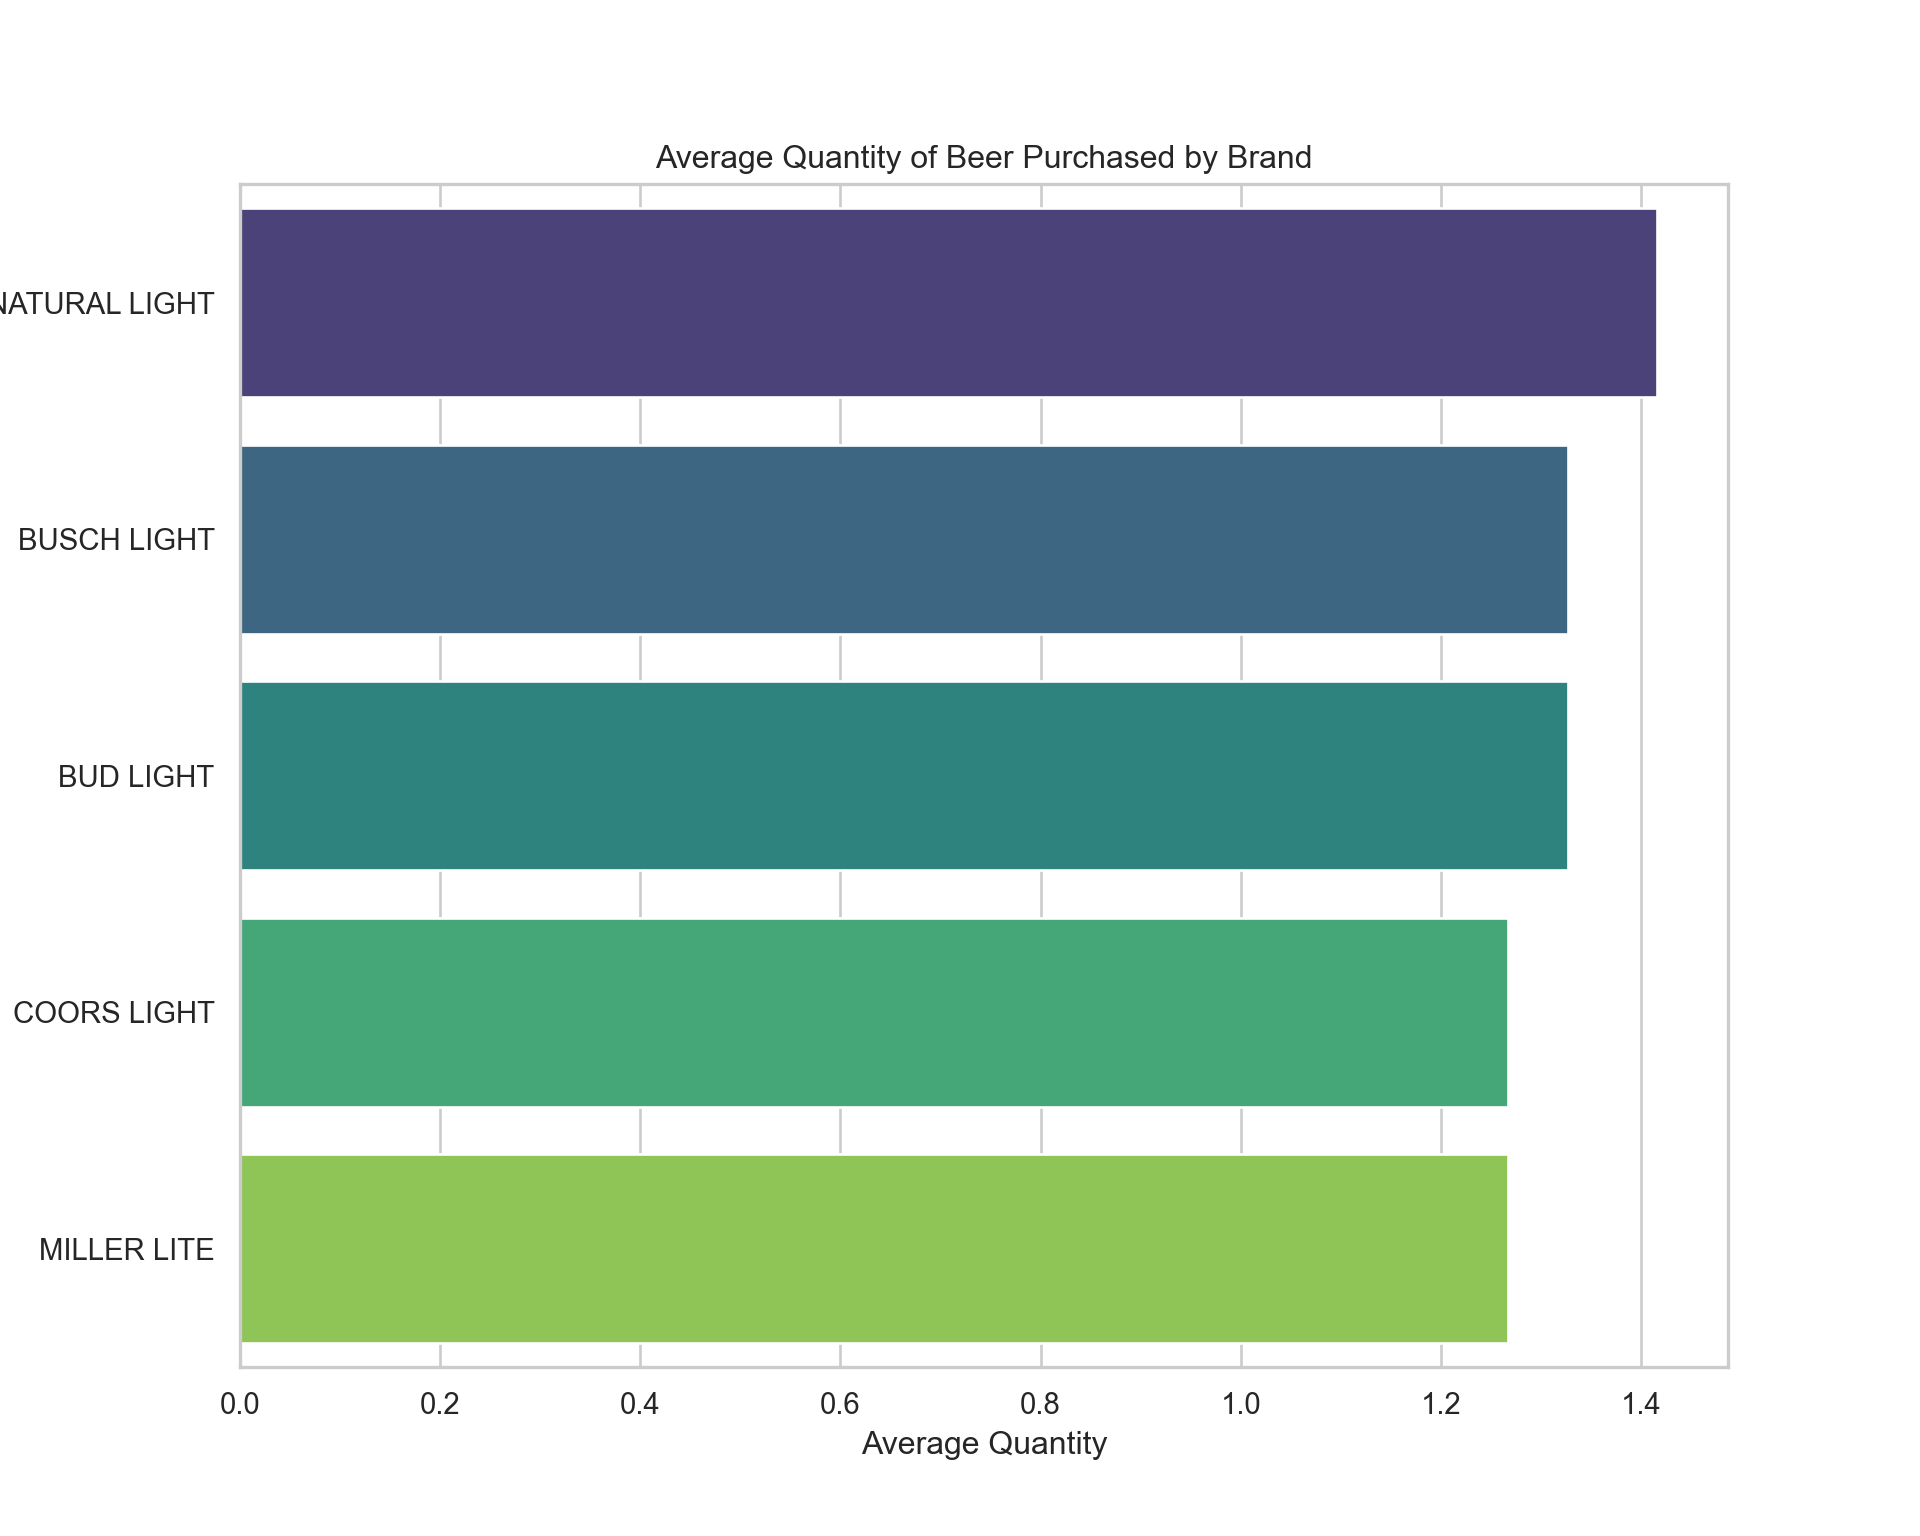 Average Quantity of Beer Purchased by Brand
NATURAL LIGHT
BUSCH LIGHT
BUD LIGHT
COORS LIGHT
MILLER LITE
0.0 0.2 0.4 0.6 0.8 1.0 1.2 1.4
Average Quantity